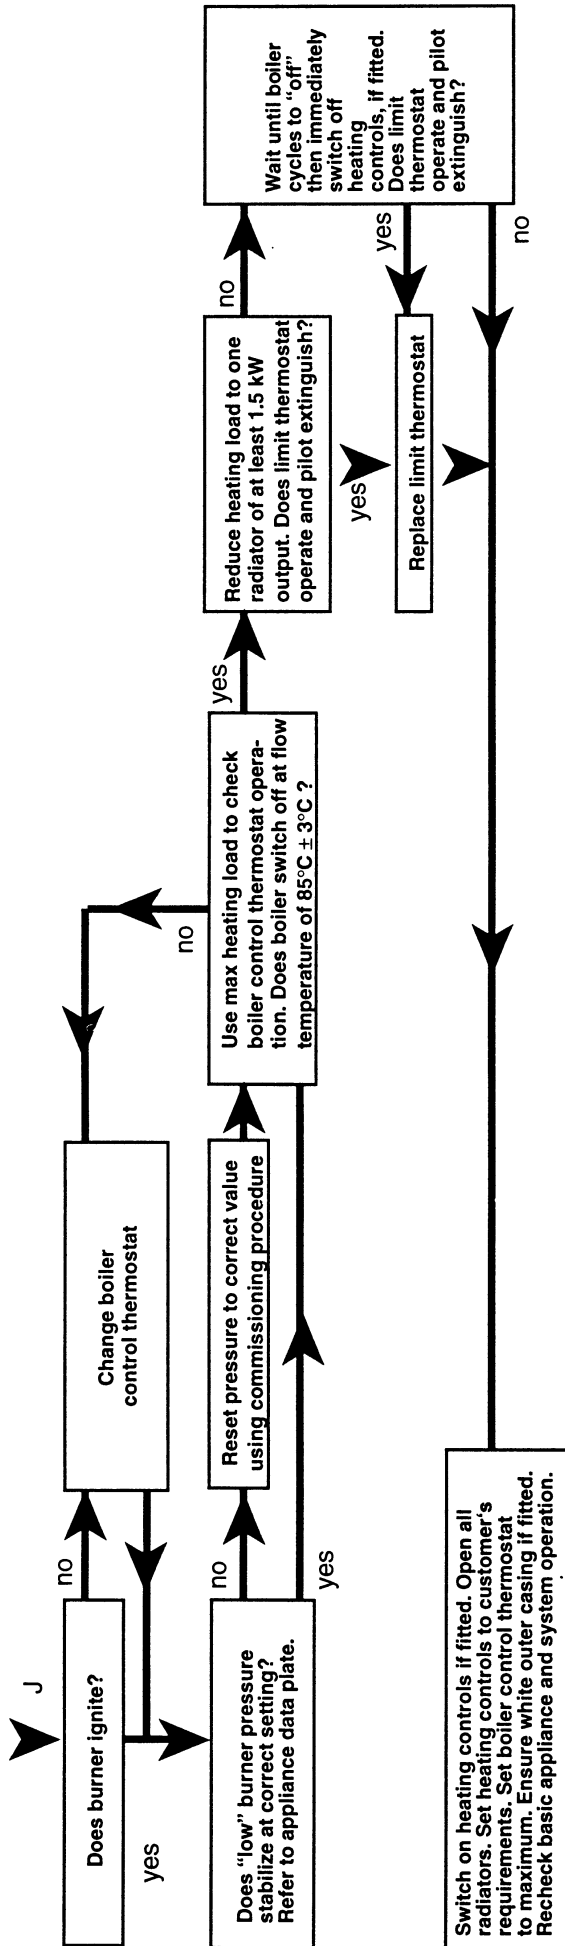 J
Does burner ignite?
no
yes
Change boiler
control thermostat
Does “low” burner pressure
stabilize at correct setting?
Refer to appliance data plate.
no
yes
Reset pressure to correct value
using commissioning procedure
Use max heating load to check
boiler control thermostat opera-
tion. Does boiler switch off at flow
temperature of 85°C ± 3°C ?
no
yes
Reduce heating load to one
radiator of at least 1.5 kW
output. Does limit thermostat
operate and pilot extinguish?
no
yes
Wait until boiler
cycles to “off”
then immediately
switch off
heating
controls, if fitted.
Does limit
thermostat
operate and pilot
extinguish?
yes
no
Replace limit thermostat
Switch on heating controls if fitted. Open all
radiators. Set heating controls to customer‘s
requirements. Set boiler control thermostat
to maximum. Ensure white outer casing if fitted.
Recheck basic appliance and system operation.